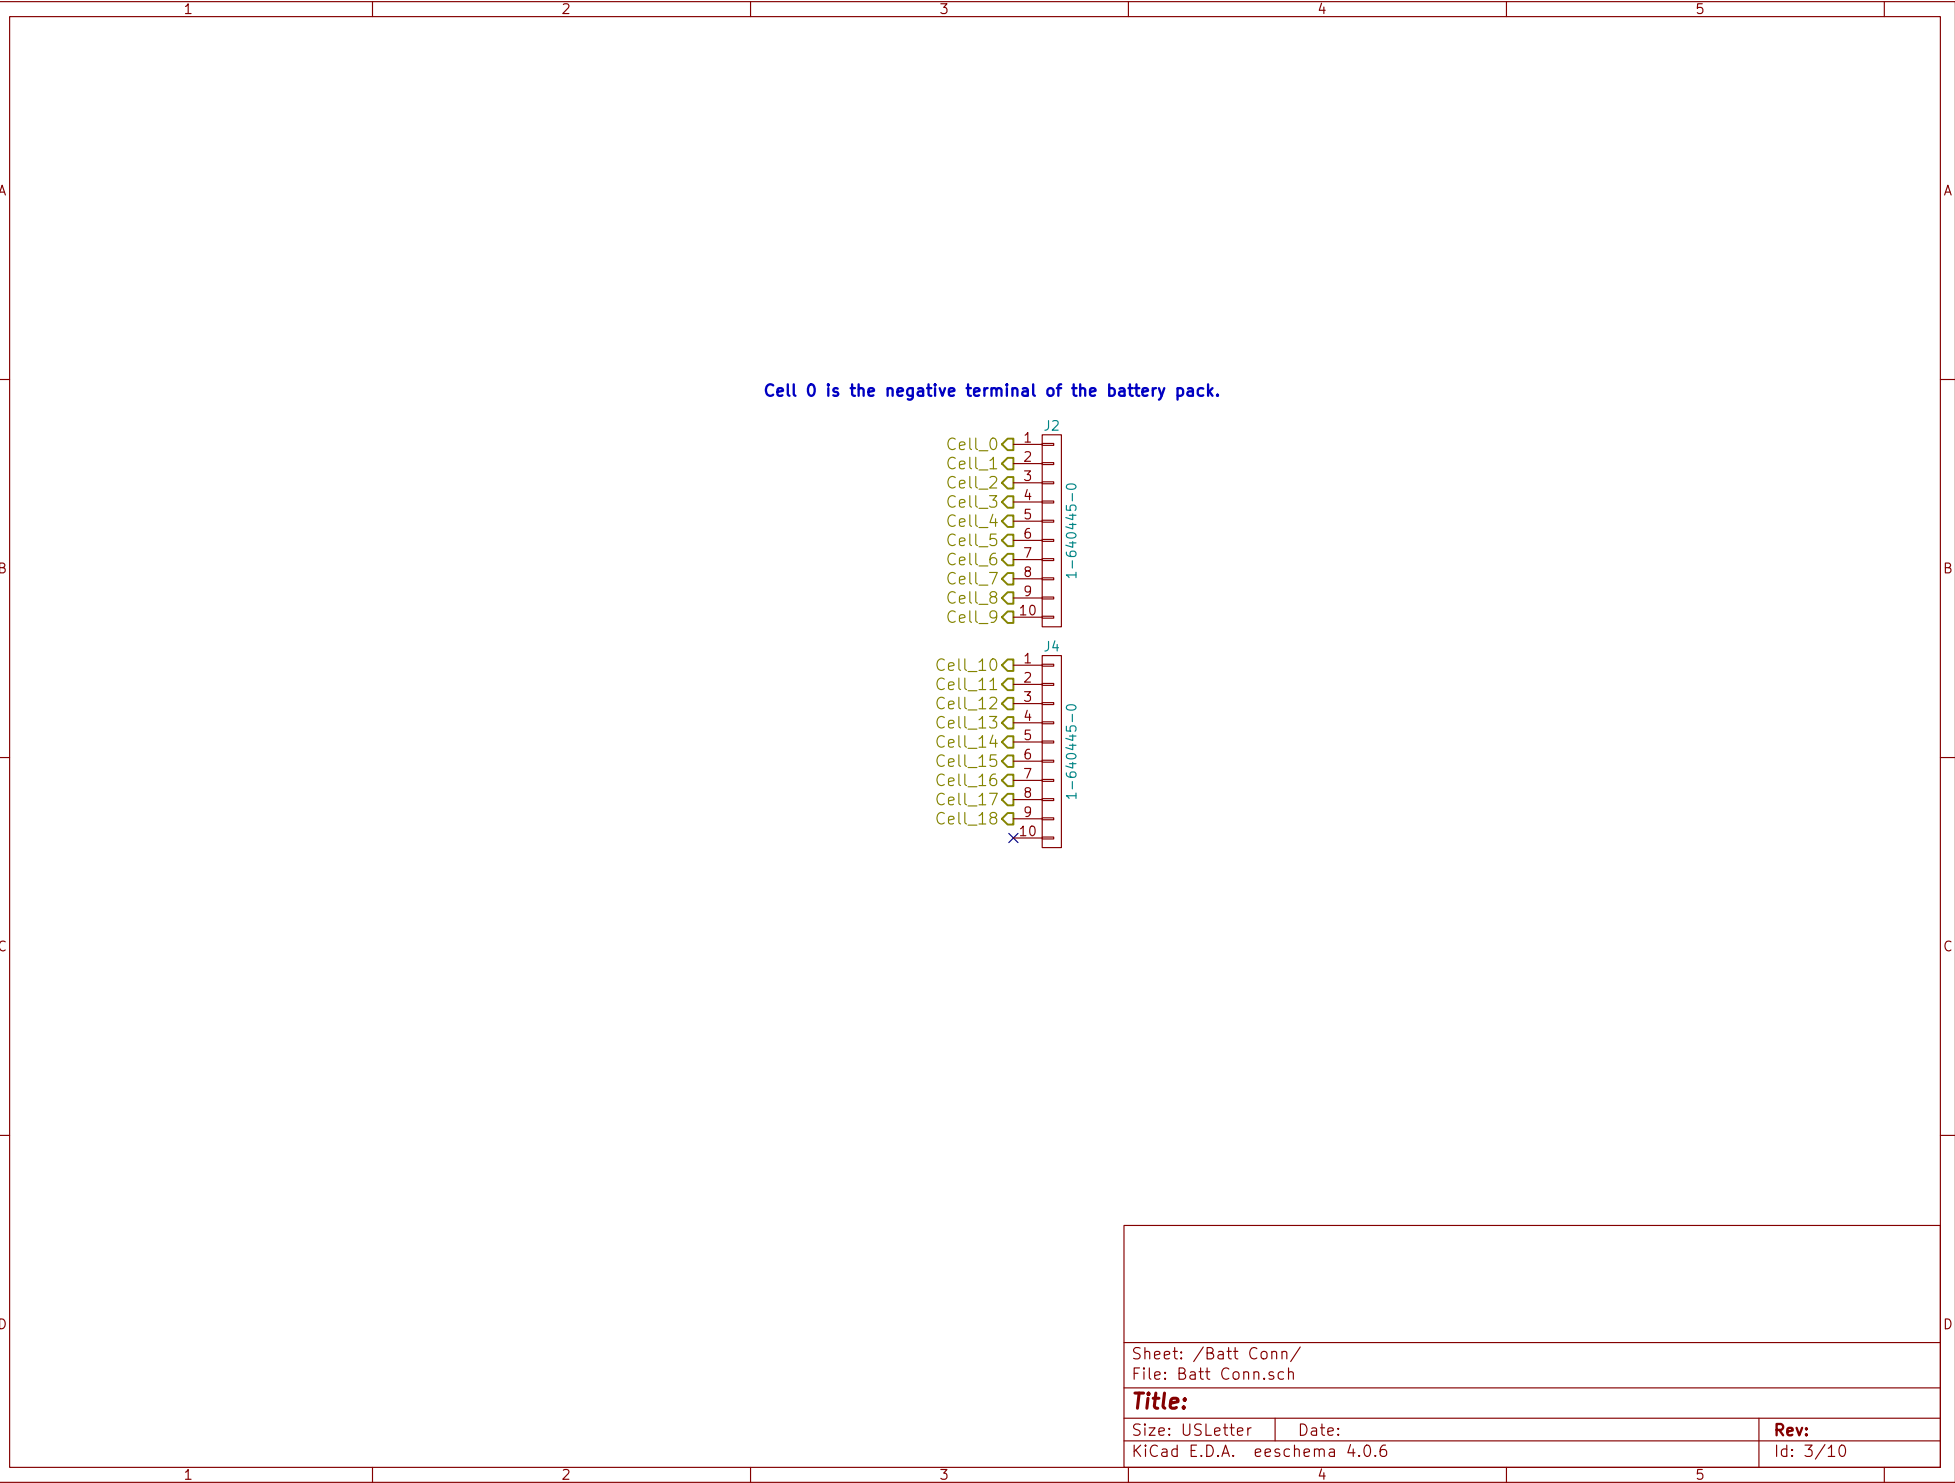 1 2 3 4 5
A A
Cell 0 is the negative terminal of the battery pack.
J2
Cell_0 1
Cell_1 2
Cell_2 3
Cell_3 4
Cell_4 5
Cell_5 6
Cell_6 7
Cell_7 8
Cell_8 9
Cell_9 10
1-640445-0
B B
J4
Cell_10 1
Cell_11 2
Cell_12 3
Cell_13 4
Cell_14 5
Cell_15 6
Cell_16 7
Cell_17 8
Cell_18 9
10
1-640445-0
C C
D D
Sheet: /Batt Conn/
File: Batt Conn.sch
Title:
Size: USLetter Date: Rev:
KiCad E.D.A. eeschema 4.0.6 Id: 3/10
1 2 3 4 5